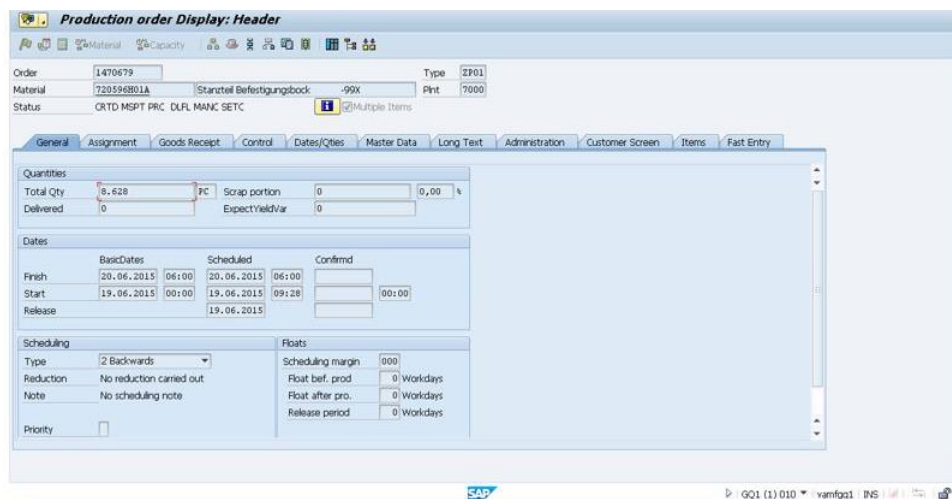 Production order Display: Header
Material Capacity
Order 1470679 Type ZP01
Material 720596H01A Stanzteil Befestigungsbock -99X Plnt 7000
Status CRTD MSPT PRC DLFL MANC SETC Multiple Items
General Assignment Goods Receipt Control Dates/Qties Master Data Long Text Administration Customer Screen Items Fast Entry
Quantities
Total Qty 8.628 PC Scrap portion 0 0,00 %
Delivered 0 ExpectYieldVar 0
Dates
BasicDates Scheduled Confirmd
Finish 20.06.2015 06:00 20.06.2015 06:00
Start 19.06.2015 00:00 19.06.2015 09:28 00:00
Release 19.06.2015
Scheduling Floats
Type 2 Backwards Scheduling margin 000
Reduction No reduction carried out Float bef. prod 0 Workdays
Note No scheduling note Float after pro. 0 Workdays
Release period 0 Workdays
Priority
SAP GQ1 (1) 010 vamfgq1 INS